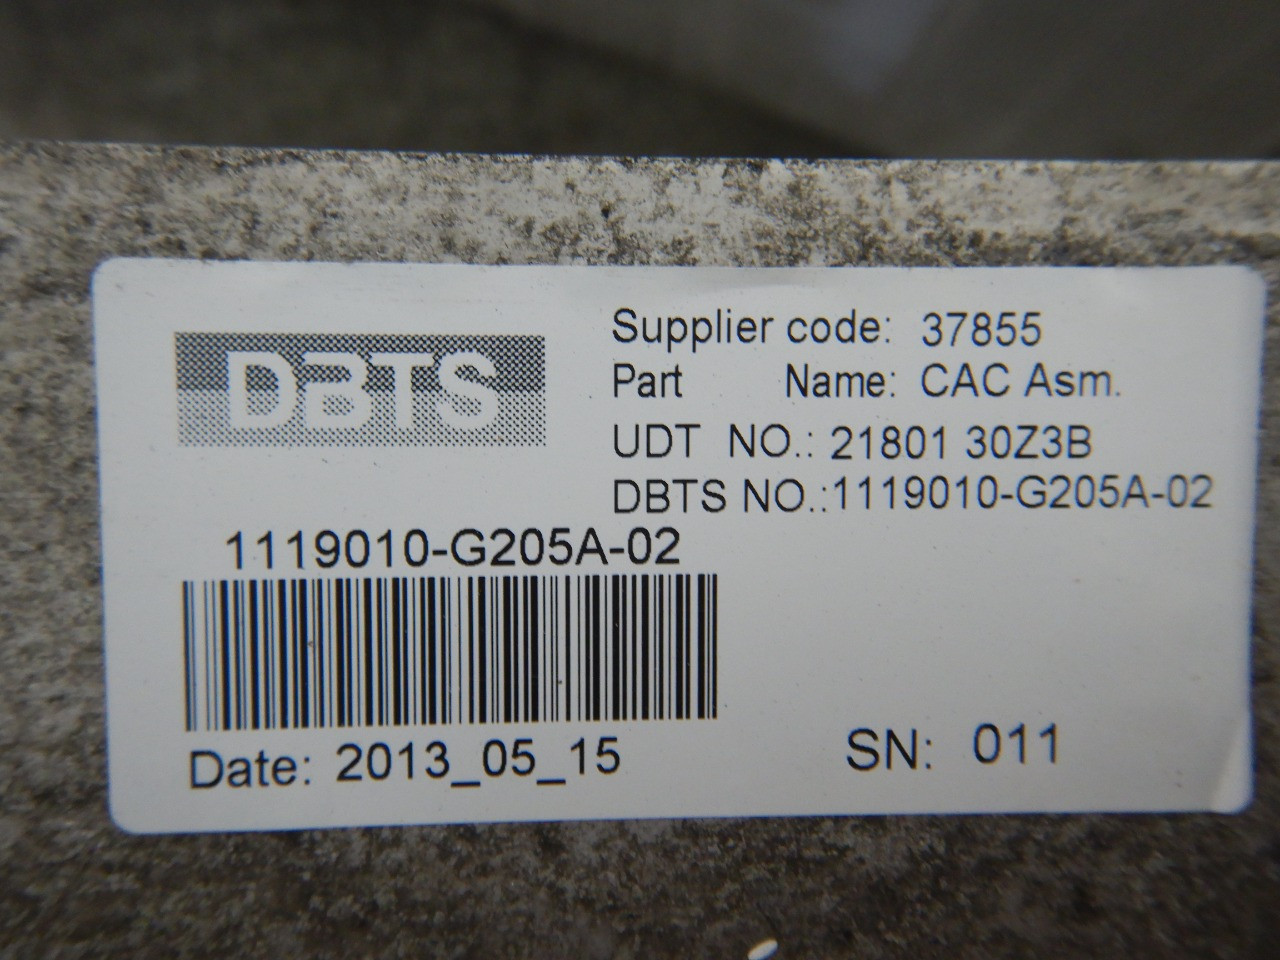 DBTS
Supplier code: 37855
Part Name: CAC Asm.
UDT NO.: 21801 30Z3B
DBTS NO.:1119010-G205A-02
1119010-G205A-02
Date: 2013_05_15
SN: 011